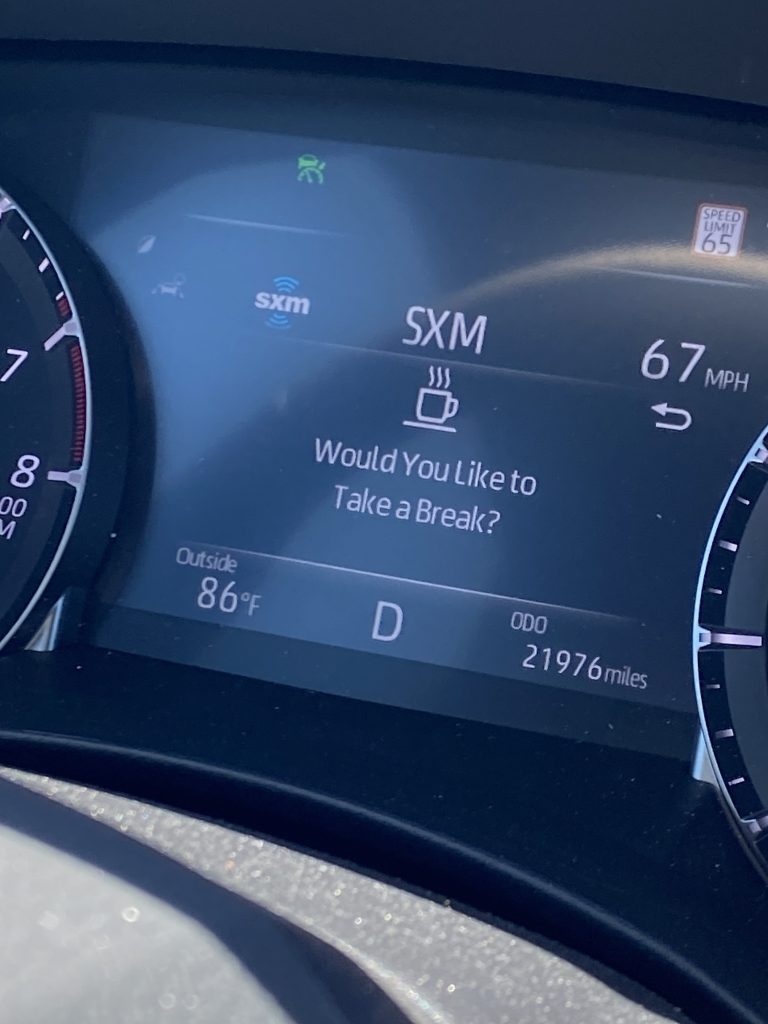 SPEED
LIMIT
65
sxm
SXM
67 MPH
7
Would You Like to
Take a Break?
8
Outside
86°F
D
ODO
21976 miles